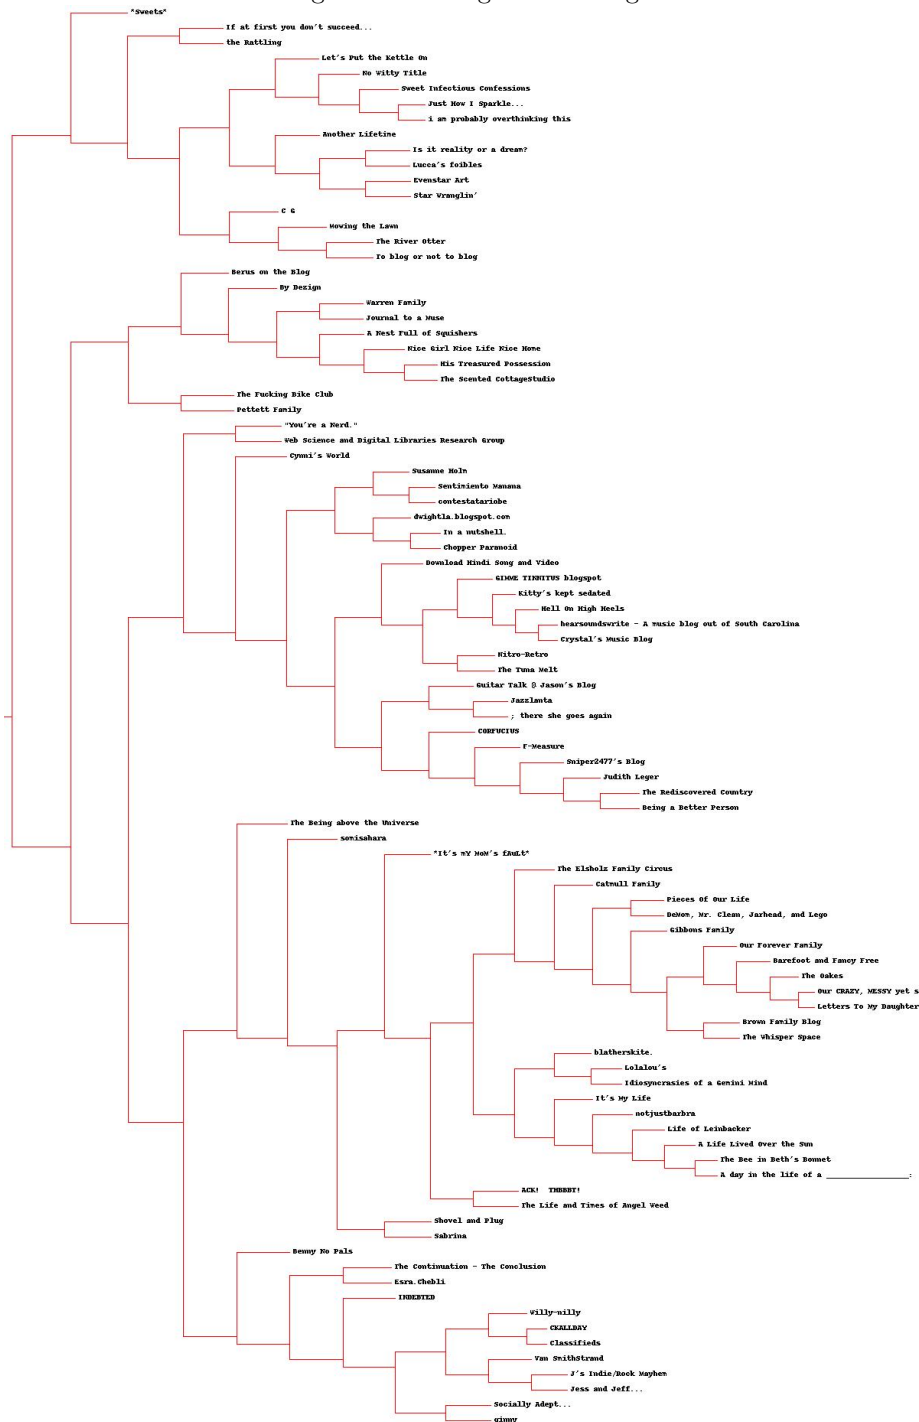 *Sweets*
If at first you don't succeed...
the Rattling
Let's Put the Kettle On
No Witty Title
Sweet Infectious Confessions
Just How I Sparkle...
i am probably overthinking this
Another Lifetime
Is it reality or a dream?
Lucca's foibles
Evenstar Art
Star Wranglin'
C G
Mowing the Lawn
The River Otter
To blog or not to blog
Berus on the Blog
By Dezign
Warren Family
Journal to a Muse
A Nest Full of Squishers
Nice Girl Nice Life Nice Home
His Treasured Possession
The Scented CottageStudio
The Fucking Bike Club
Pettett Family
"You're a Nerd."
Web Science and Digital Libraries Research Group
Cynni's World
Susanne Holm
Sentimiento Manana
contestatariobe
dwightla.blogspot.com
In a nutshell.
Chopper Paranoid
Download Hindi Song and Video
GIMME TINNITUS blogspot
Kitty's kept sedated
Hell On High Heels
hearsoundswrite - A music blog out of South Carolina
Crystal's Music Blog
Nitro-Retro
The Tuna Melt
Guitar Talk @ Jason's Blog
Jazzlanta
; there she goes again
CORFUCIUS
F-Measure
Sniper2477's Blog
Judith Leger
The Rediscovered Country
Being a Better Person
The Being above the Universe
somisahara
*It's mY MoM's fAuLt*
The Elsholz Family Circus
Catmull Family
Pieces Of Our Life
DeMom, Mr. Clean, Jarhead, and Lego
Gibbons Family
Our Forever Family
Barefoot and Fancy Free
The Oakes
Our CRAZY, MESSY yet s
Letters To My Daughter
Brown Family Blog
The Whisper Space
blatherskite.
Lolalou's
Idiosyncrasies of a Gemini Mind
It's My Life
notjustbarbra
Life of Leinbacker
A Life Lived Over the Sun
The Bee in Beth's Bonnet
A day in the life of a ________________:
ACK!  THBBBT!
The Life and Times of Angel Weed
Shovel and Plug
Sabrina
Benny No Pals
The Continuation - The Conclusion
Esra.Chebli
INDEBTED
Willy-nilly
CKALLDAY
Classifieds
Van SmithStrand
J's Indie/Rock Mayhem
Jess and Jeff...
Socially Adept...
ginny